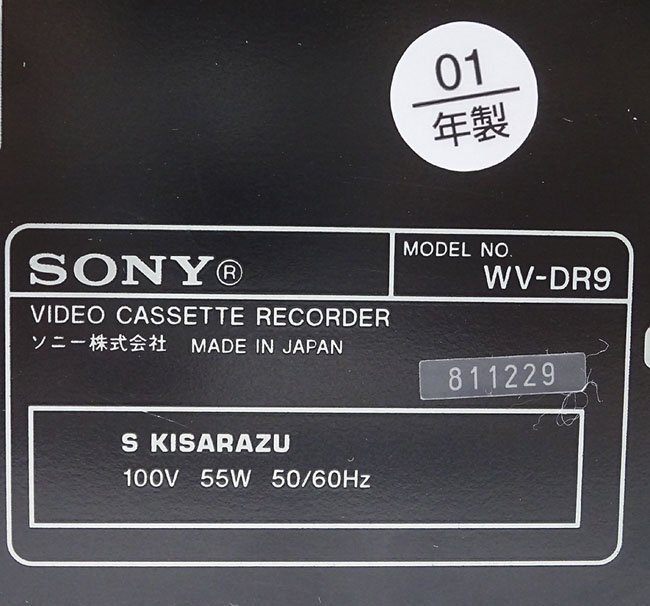 01
年製
SONY®
MODEL NO.
WV-DR9
VIDEO CASSETTE RECORDER
ソニー株式会社 MADE IN JAPAN
811229
S KISARAZU
100V 55W 50/60Hz